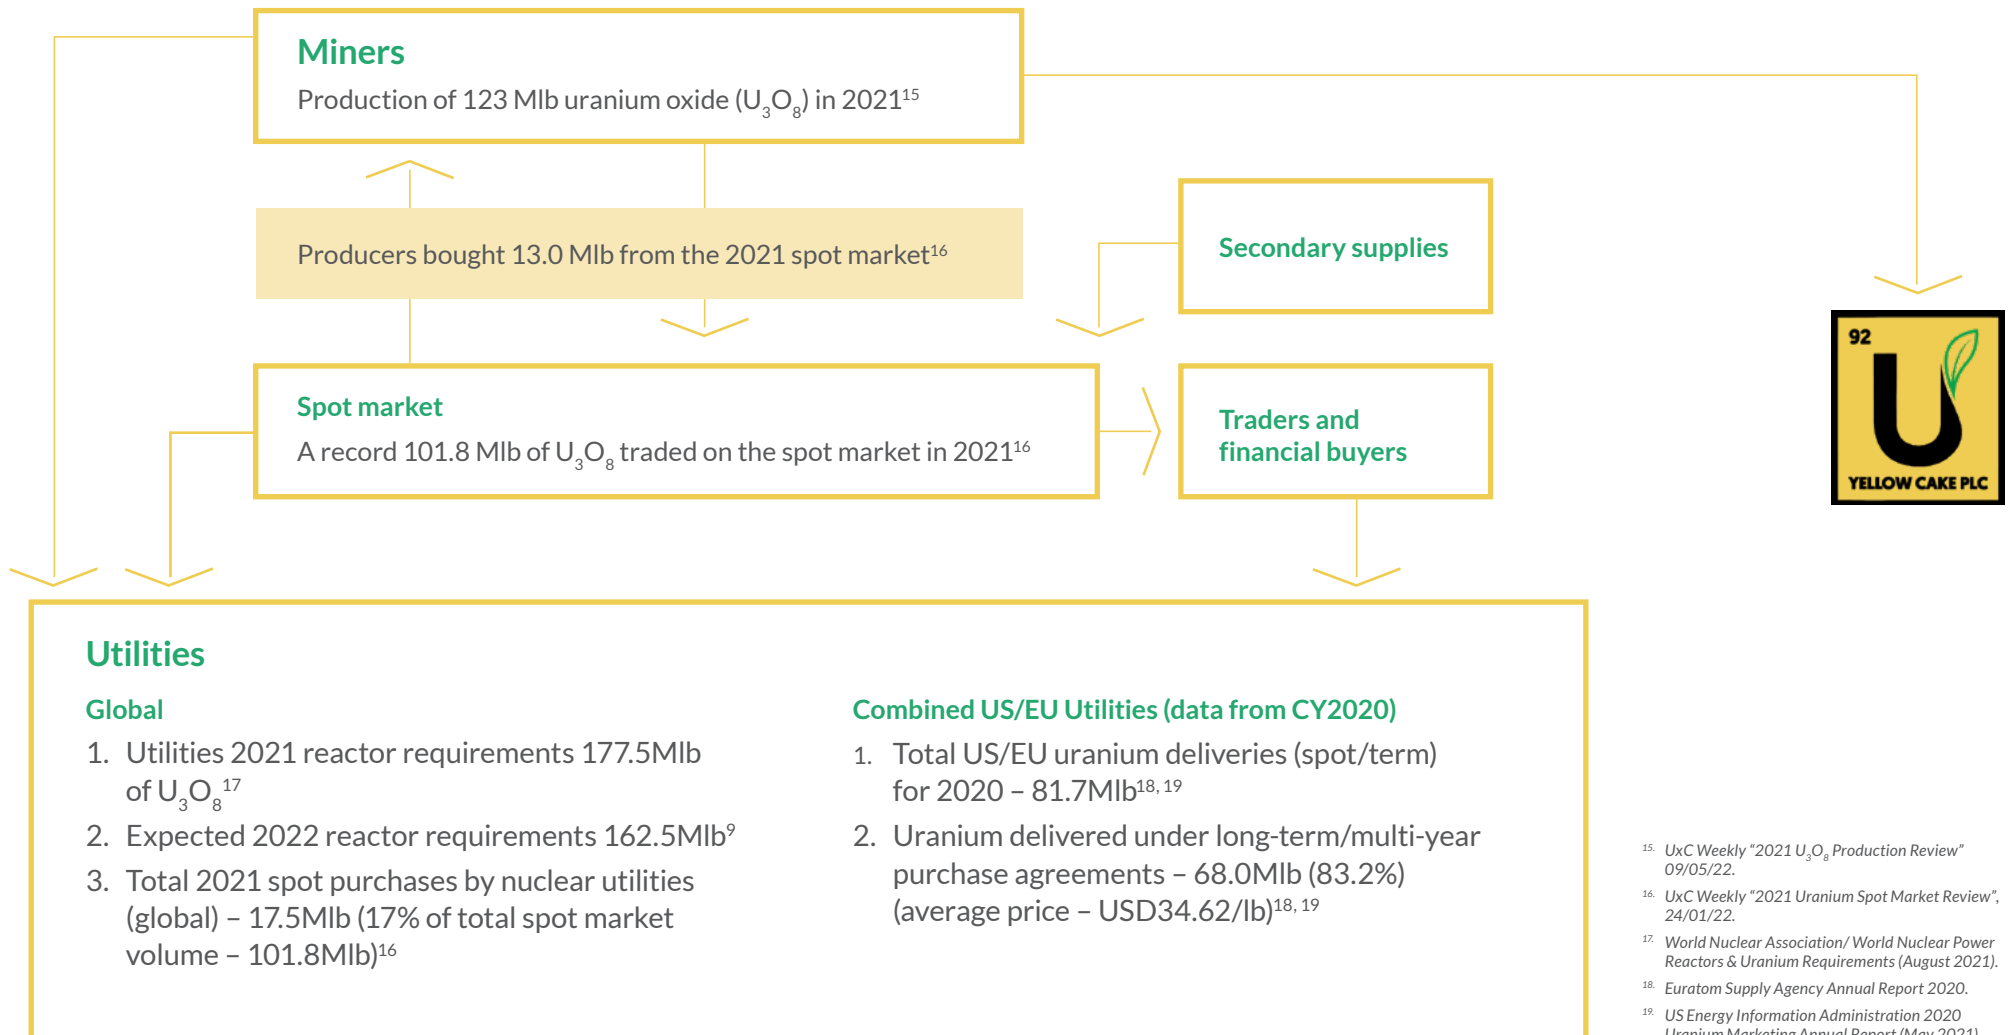 Miners
Production of 123 Mlb uranium oxide (U₃O₈) in 2021¹⁵
Producers bought 13.0 Mlb from the 2021 spot market¹⁶
Secondary supplies
92
U
YELLOW CAKE PLC
Spot market
A record 101.8 Mlb of U₃O₈ traded on the spot market in 2021¹⁶
Traders and
financial buyers
Utilities
Global
1. Utilities 2021 reactor requirements 177.5Mlb
of U₃O₈¹⁷
2. Expected 2022 reactor requirements 162.5Mlb⁹
3. Total 2021 spot purchases by nuclear utilities
(global) – 17.5Mlb (17% of total spot market
volume – 101.8Mlb)¹⁶
Combined US/EU Utilities (data from CY2020)
1. Total US/EU uranium deliveries (spot/term)
for 2020 – 81.7Mlb¹⁸, ¹⁹
2. Uranium delivered under long-term/multi-year
purchase agreements – 68.0Mlb (83.2%)
(average price – USD34.62/lb)¹⁸, ¹⁹
15. UxC Weekly “2021 U₃O₈ Production Review”
09/05/22.
16. UxC Weekly “2021 Uranium Spot Market Review”,
24/01/22.
17. World Nuclear Association/ World Nuclear Power
Reactors & Uranium Requirements (August 2021).
18. Euratom Supply Agency Annual Report 2020.
19. US Energy Information Administration 2020
Uranium Marketing Annual Report (May 2021)